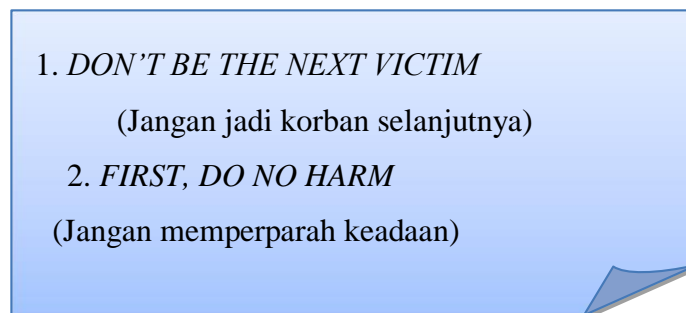 1. DON’T BE THE NEXT VICTIM
(Jangan jadi korban selanjutnya)
2. FIRST, DO NO HARM
(Jangan memperparah keadaan)